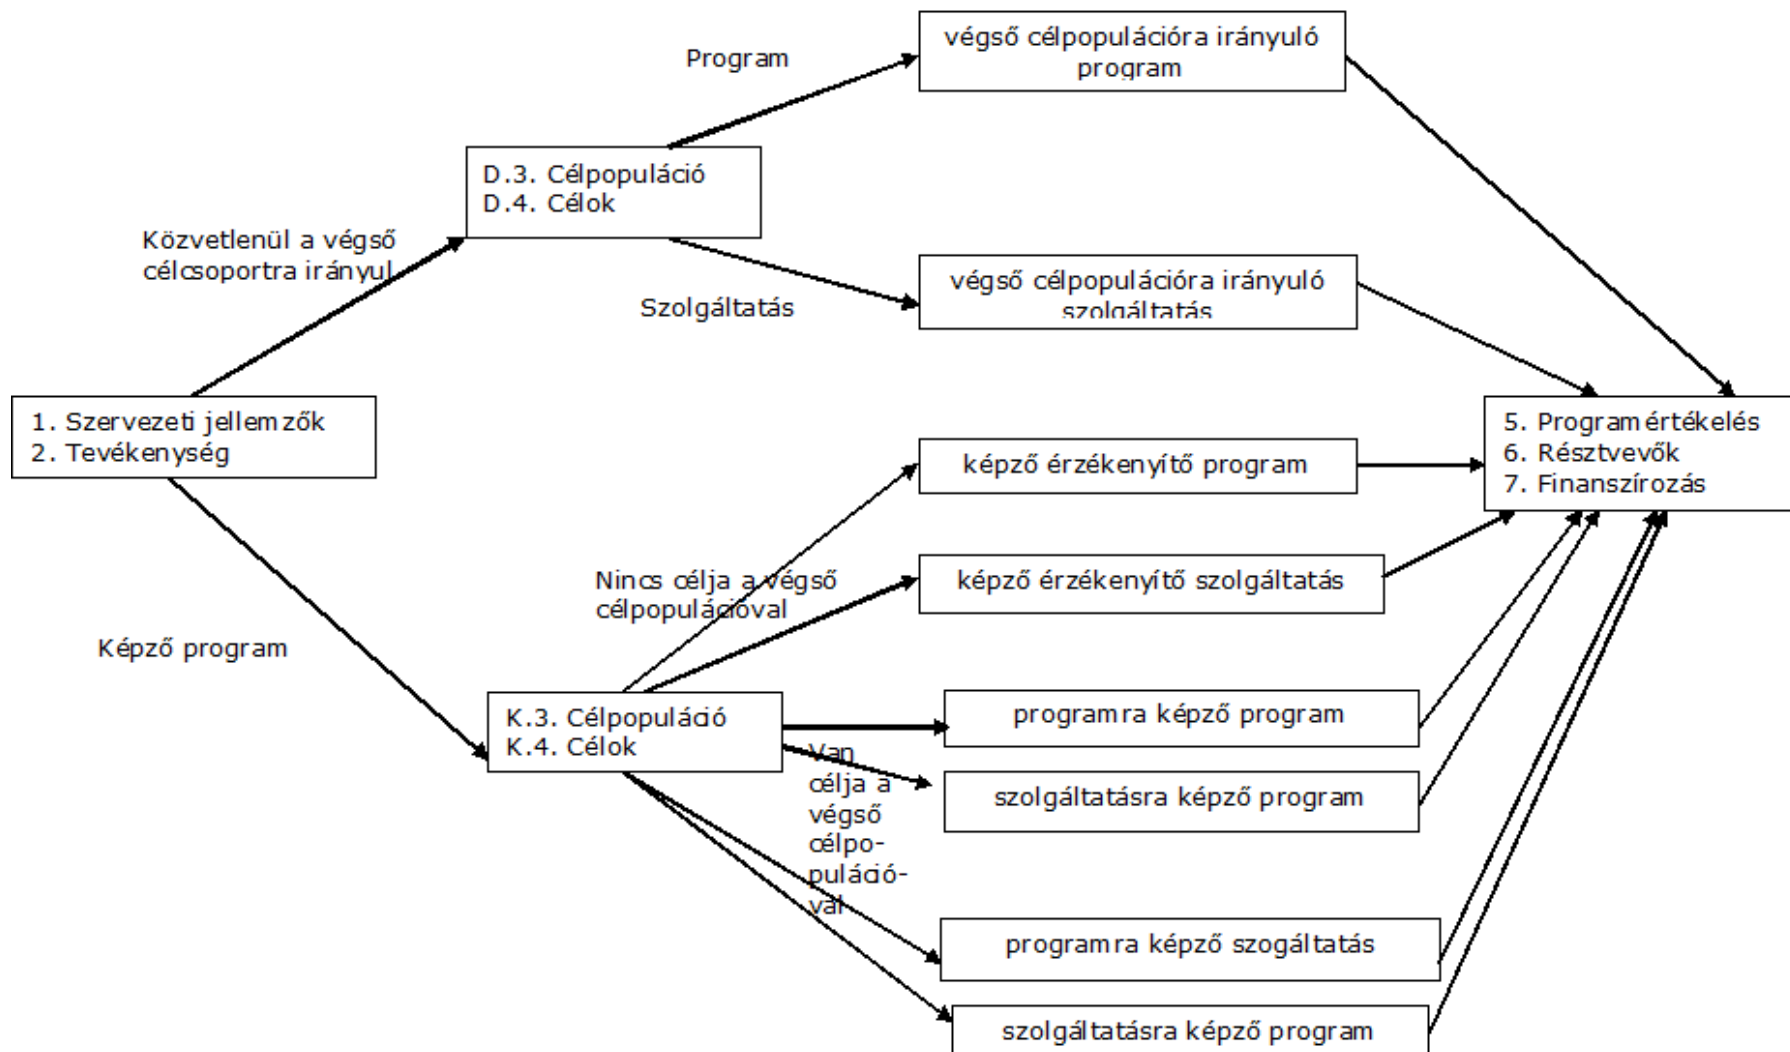 végső célpopulációra irányuló
program
Program
D.3. Célpopuláció
D.4. Célok
Közvetlenül a végső
célcsoportra irányul
végső célpopulációra irányuló
szolgáltatás
Szolgáltatás
1. Szervezeti jellemzők
2. Tevékenység
5. Programértékelés
6. Résztvevők
7. Finanszírozás
képző érzékenyítő program
Nincs célja a végső
célpopulációval
képző érzékenyítő szolgáltatás
Képző program
K.3. Célpopuláció
K.4. Célok
programra képző program
Van
célja a
végső
célpo-
puláció-
val
szolgáltatásra képző program
programra képző szogáltatás
szolgáltatásra képző program